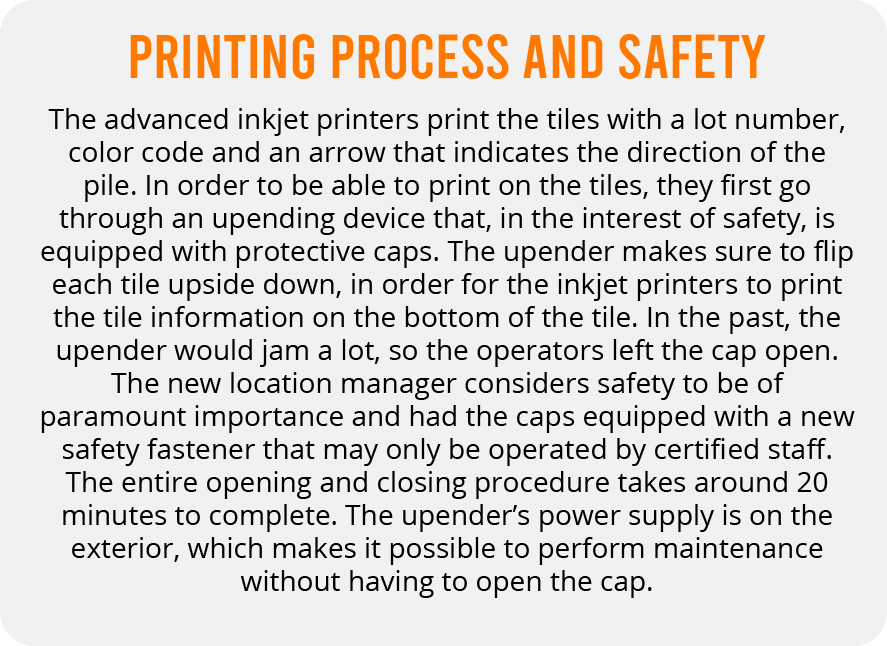 PRINTING PROCESS AND SAFETY
The advanced inkjet printers print the tiles with a lot number,
color code and an arrow that indicates the direction of the
pile. In order to be able to print on the tiles, they first go
through an upending device that, in the interest of safety, is
equipped with protective caps. The upender makes sure to flip
each tile upside down, in order for the inkjet printers to print
the tile information on the bottom of the tile. In the past, the
upender would jam a lot, so the operators left the cap open.
The new location manager considers safety to be of
paramount importance and had the caps equipped with a new
safety fastener that may only be operated by certified staff.
The entire opening and closing procedure takes around 20
minutes to complete. The upender’s power supply is on the
exterior, which makes it possible to perform maintenance
without having to open the cap.